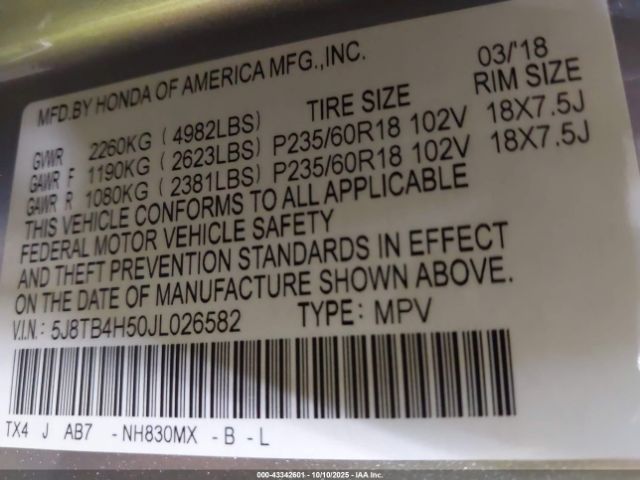 MFD.BY HONDA OF AMERICA MFG.,INC. 03/'18
TIRE SIZE RIM SIZE
GVWR 2260KG ( 4982LBS)
GAWR F 1190KG ( 2623LBS) P235/60R18 102V 18X7.5J
GAWR R 1080KG ( 2381LBS) P235/60R18 102V 18X7.5J
THIS VEHICLE CONFORMS TO ALL APPLICABLE
FEDERAL MOTOR VEHICLE SAFETY
AND THEFT PREVENTION STANDARDS IN EFFECT
ON THE DATE OF MANUFACTURE SHOWN ABOVE.
V.I.N: 5J8TB4H50JL026582 TYPE: MPV
TX4 J AB7 -NH830MX -B -L
000-43342601 - 10/10/2025 - IAAI.COM